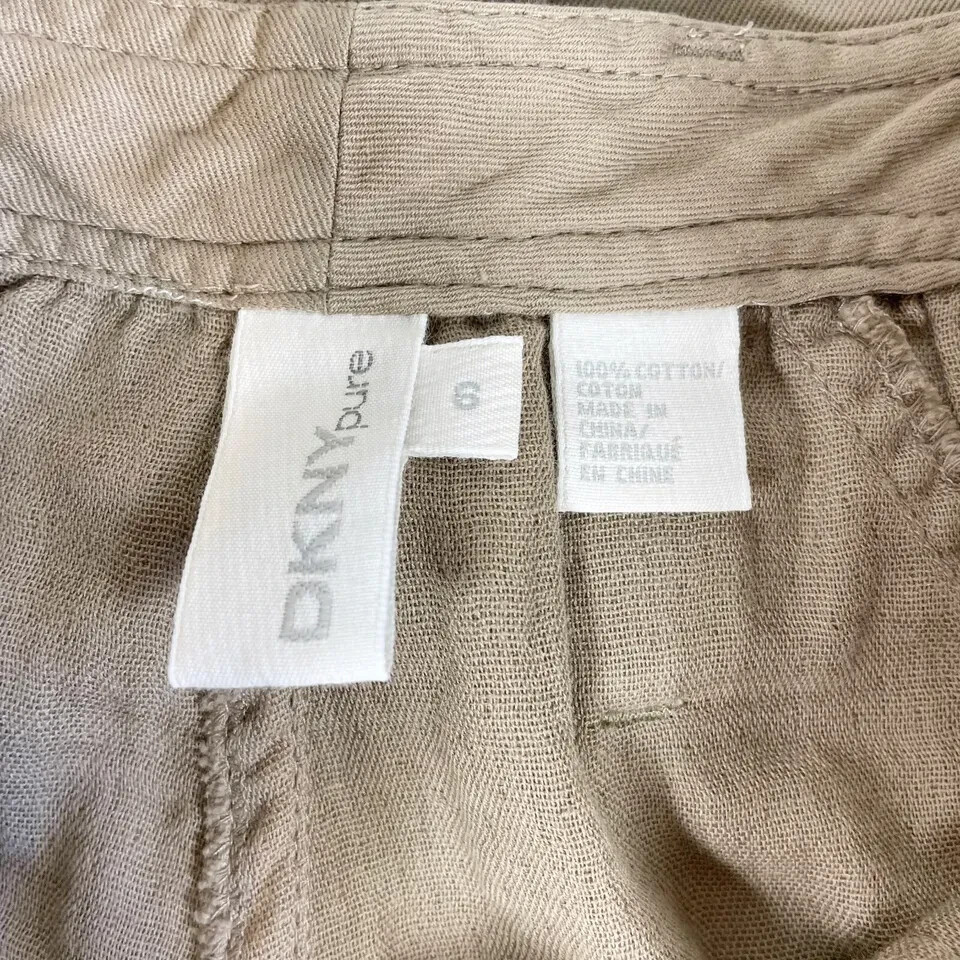 DKNY pure
6
100% COTTON/
COTON
MADE IN
CHINA/
FABRIQUÉ
EN CHINE